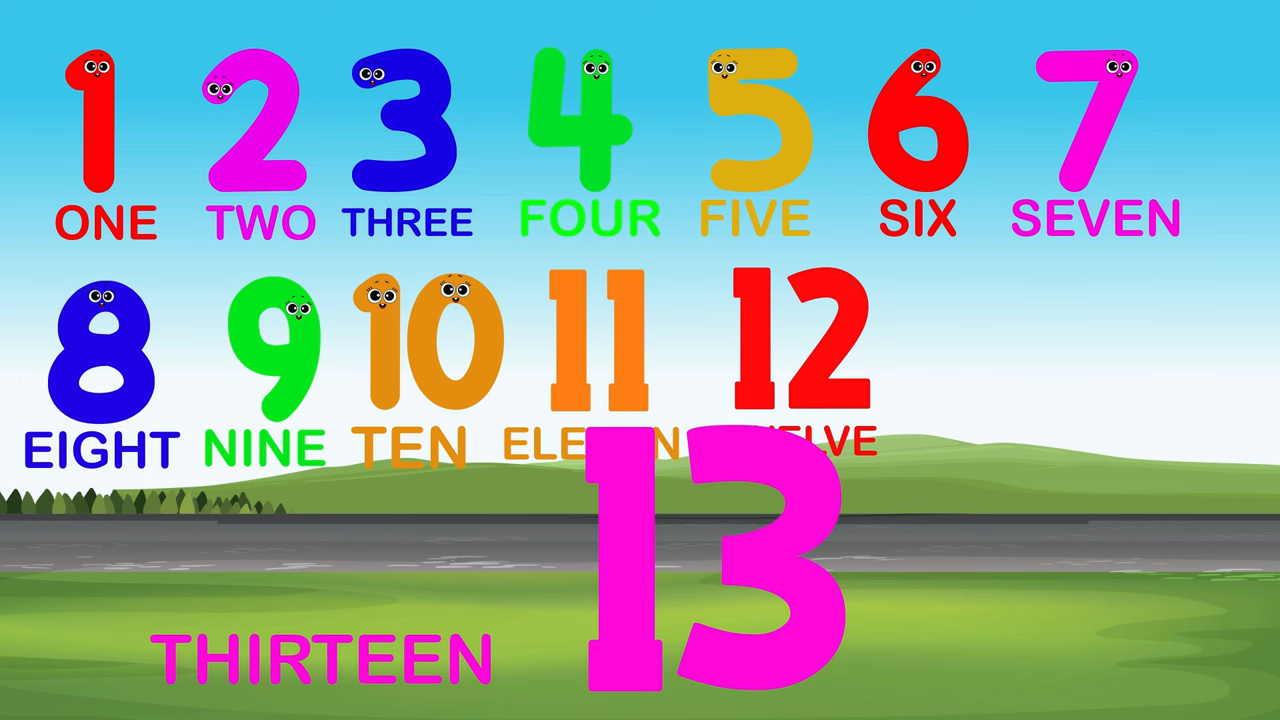 1 2 3 4 5 6 7
ONE TWO THREE FOUR FIVE SIX SEVEN
8 9 10 11 12
EIGHT NINE TEN
13
THIRTEEN